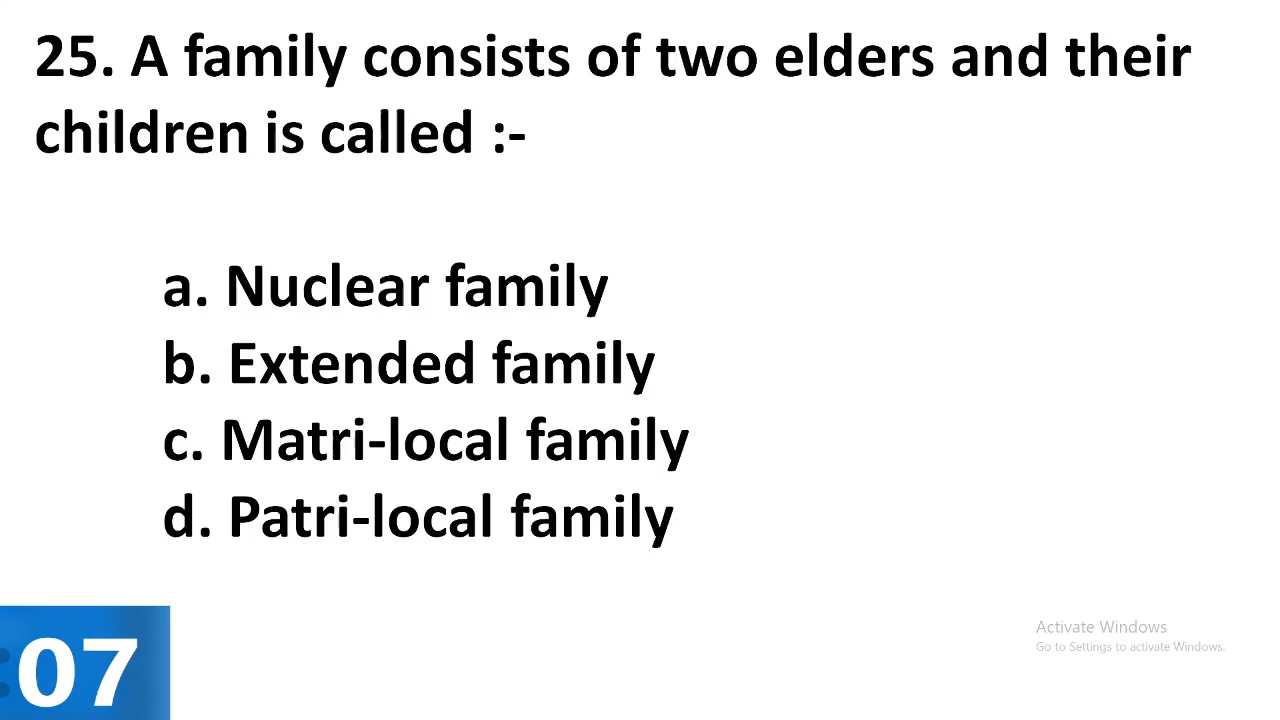 25. A family consists of two elders and their
children is called :-
a. Nuclear family
b. Extended family
c. Matri-local family
d. Patri-local family
Activate Windows
Go to Settings to activate Windows.
:07